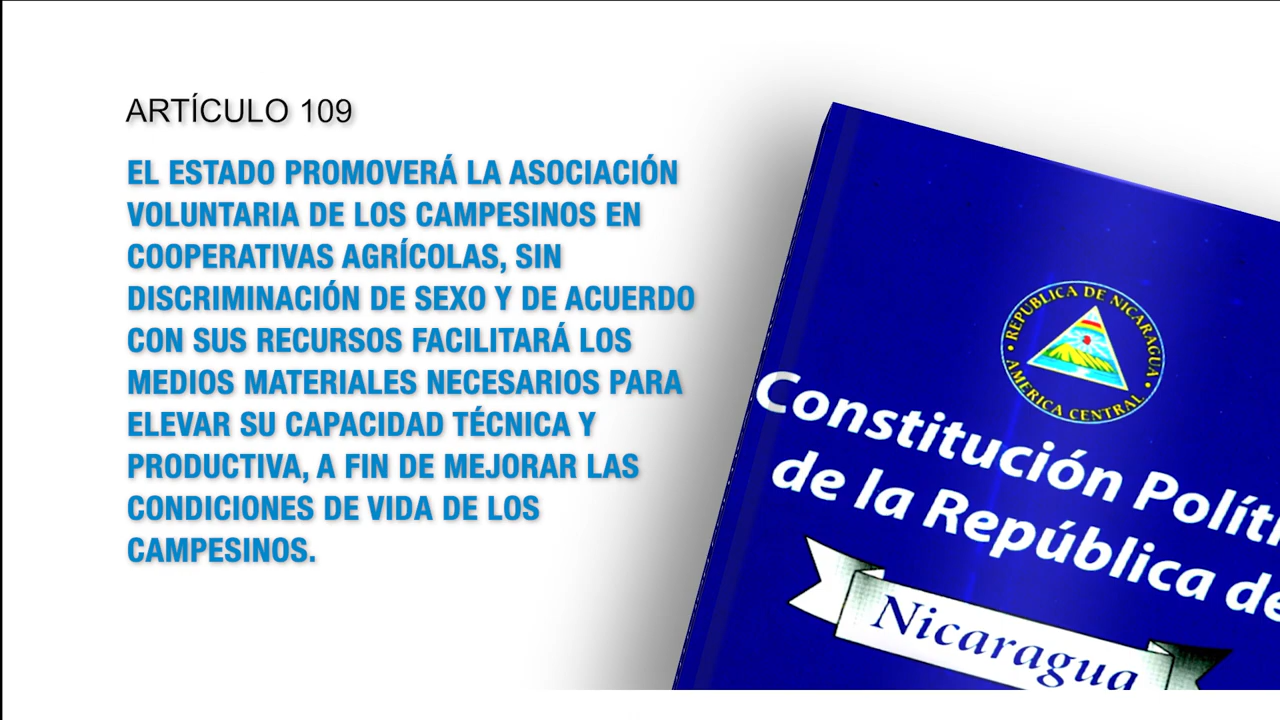 ARTÍCULO 109
EL ESTADO PROMOVERÁ LA ASOCIACIÓN
VOLUNTARIA DE LOS CAMPESINOS EN
COOPERATIVAS AGRÍCOLAS, SIN
DISCRIMINACIÓN DE SEXO Y DE ACUERDO
CON SUS RECURSOS FACILITARÁ LOS
MEDIOS MATERIALES NECESARIOS PARA
ELEVAR SU CAPACIDAD TÉCNICA Y
PRODUCTIVA, A FIN DE MEJORAR LAS
CONDICIONES DE VIDA DE LOS
CAMPESINOS.
REPÚBLICA DE NICARAGUA
AMÉRICA CENTRAL
Constitución Políti
de la República de
Nicaragua